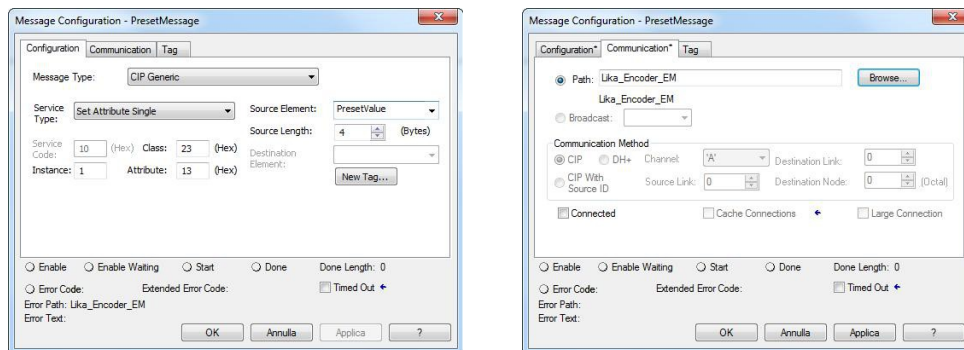 Message Configuration - PresetMessage
Configuration Communication Tag
Message Type: CIP Generic
Service Type: Set Attribute Single Source Element: PresetValue
Source Length: 4 (Bytes)
Service Code: 10 (Hex) Class: 23 (Hex) Destination Element:
Instance: 1 Attribute: 13 (Hex) New Tag...
Enable Enable Waiting Start Done Done Length: 0
Error Code: Extended Error Code: Timed Out
Error Path: Lika_Encoder_EM
Error Text:
OK Annulla Applica ?
Message Configuration - PresetMessage
Configuration* Communication* Tag
Path: Lika_Encoder_EM Browse...
Lika_Encoder_EM
Broadcast:
Communication Method
CIP DH+ Channel: 'A' Destination Link: 0
CIP With Source ID Source Link: 0 Destination Node: 0 (Octal)
Connected Cache Connections Large Connection
Enable Enable Waiting Start Done Done Length: 0
Error Code: Extended Error Code: Timed Out
Error Path: Lika_Encoder_EM
Error Text:
OK Annulla Applica ?